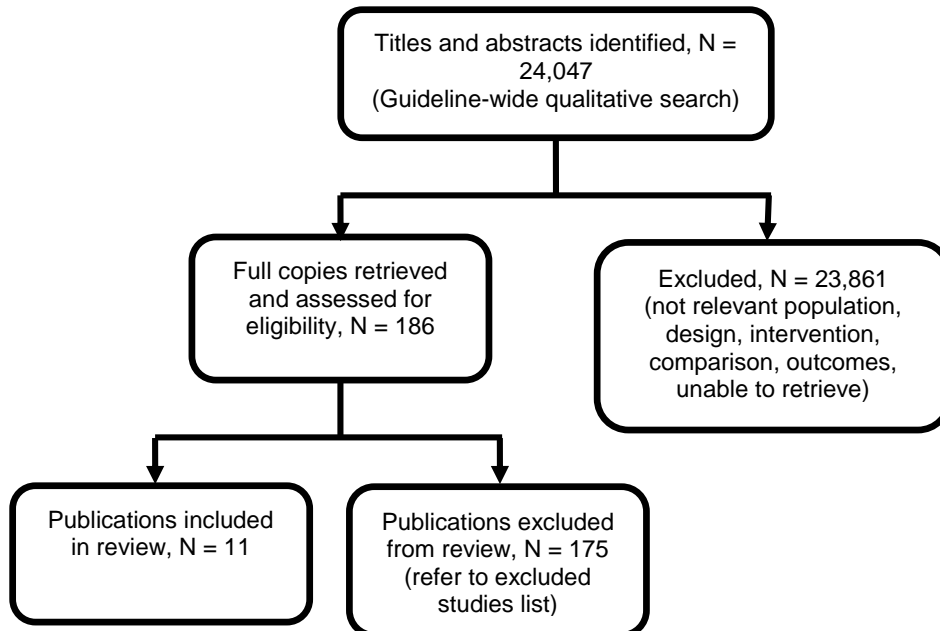 Titles and abstracts identified, N =
24,047
(Guideline-wide qualitative search)
Full copies retrieved
and assessed for
eligibility, N = 186
Excluded, N = 23,861
(not relevant population,
design, intervention,
comparison, outcomes,
unable to retrieve)
Publications included
in review, N = 11
Publications excluded
from review, N = 175
(refer to excluded
studies list)